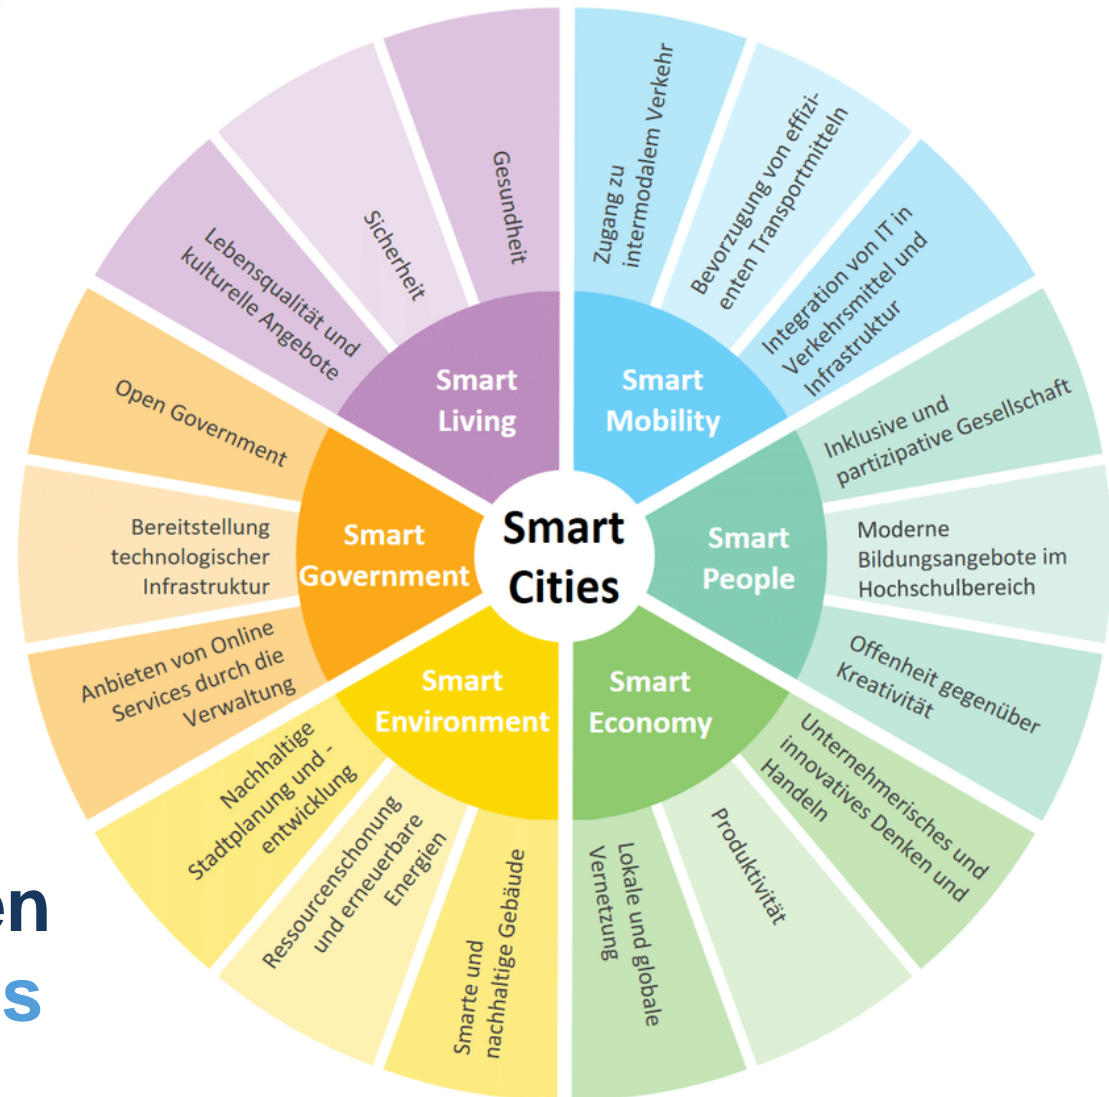 Smart
Cities
Smart
Mobility
Zugang zu
intermodalem Verkehr
Bevorzugung von effizi-
enten Transportmitteln
Integration von IT in
Verkehrsmittel und
Infrastruktur
Smart
People
Inklusive und
partizipative Gesellschaft
Moderne
Bildungsangebote im
Hochschulbereich
Offenheit gegenüber
Kreativität
Smart
Economy
Unternehmerisches und
innovatives Denken und
Handeln
Produktivität
Lokale und globale
Vernetzung
Smart
Environment
Smarte und
nachhaltige Gebäude
Ressourcenschonung
und erneuerbare
Energien
Nachhaltige
Stadtplanung und -
entwicklung
Smart
Government
Anbieten von Online
Services durch die
Verwaltung
Bereitstellung
technologischer
Infrastruktur
Open Government
Smart
Living
Lebensqualität und
kulturelle Angebote
Sicherheit
Gesundheit
en
s